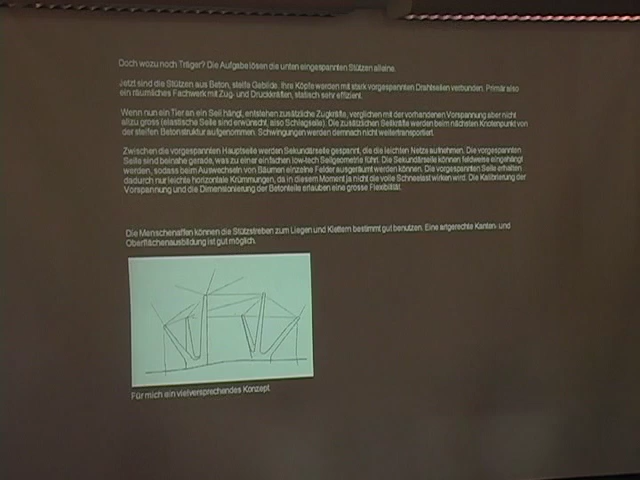 Doch wozu noch Träger? Die Aufgabe lösen die unten eingespannten Stützen alleine.
Jetzt sind die Stützen aus Beton, steife Gebilde. Ihre Köpfe werden mit stark vorgespannten Drahtseilen verbunden. Primär also
ein räumliches Fachwerk mit Zug- und Druckkräften, statisch sehr effizient.
Wenn nun ein Tier an ein Seil hängt, entstehen zusätzliche Zugkräfte, verglichen mit der vorhandenen Vorspannung aber nicht
allzu gross (elastische Seile sind erwünscht, also Schlagseile). Die zusätzlichen Seilkräfte werden beim nächsten Knotenpunkt von
der steifen Betonstruktur aufgenommen. Schwingungen werden demnach nicht weitertransportiert.
Zwischen die vorgespannten Hauptseile werden Sekundärseile gespannt, die die leichten Netze aufnehmen. Die vorgespannten
Seile sind beinahe gerade, was zu einer einfachen low-tech Seilgeometrie führt. Die Sekundärseile können feldweise eingehängt
werden, sodass beim Auswechseln von Bäumen einzelne Felder ausgeräumt werden können. Die vorgespannten Seile erhalten
dadurch nur leichte horizontale Krümmungen, da in diesem Moment ja nicht die volle Schneelast wirken wird. Die Kalibrierung der
Vorspannung und die Dimensionierung der Betonteile erlauben eine grosse Flexibilität.
Die Menschenaffen können die Stützstreben zum Liegen und Klettern bestimmt gut benutzen. Eine artgerechte Kanten- und
Oberflächenausbildung ist gut möglich.
Für mich ein vielversprechendes Konzept.